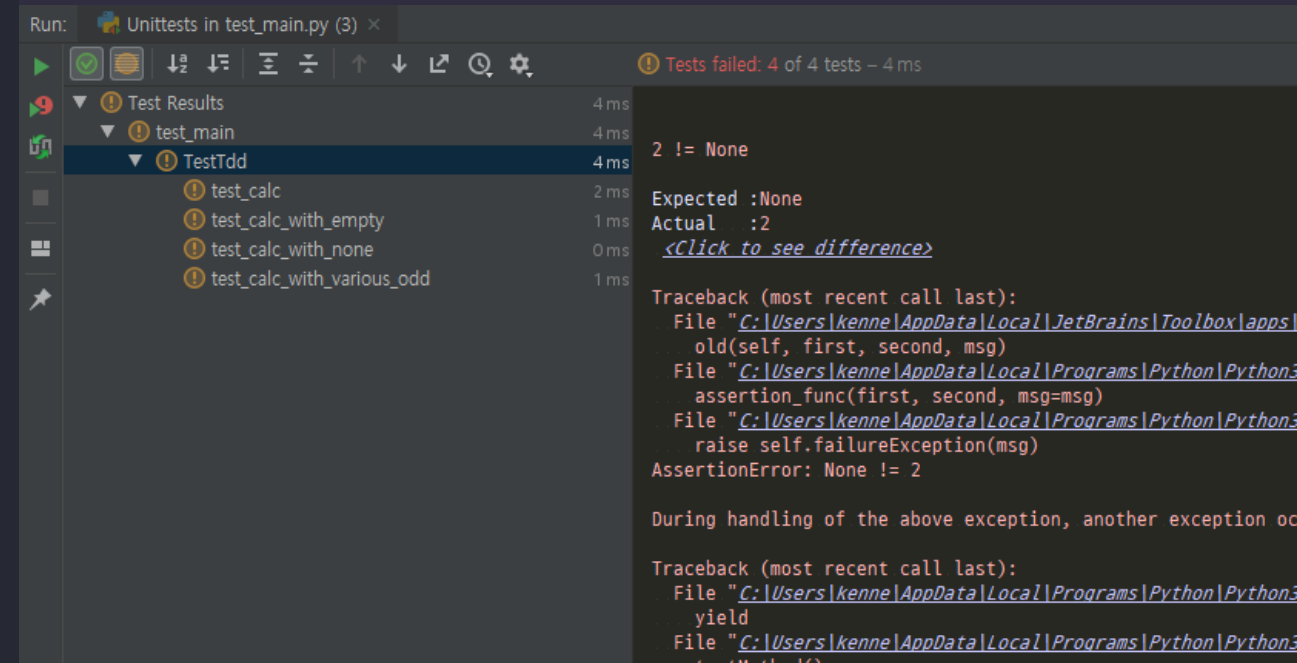 Run: Unittests in test_main.py (3) ×
Tests failed: 4 of 4 tests – 4 ms
Test Results 4 ms
test_main 4 ms
TestTdd 4 ms
test_calc 2 ms
test_calc_with_empty 1 ms
test_calc_with_none 0 ms
test_calc_with_various_odd 1 ms
2 != None
Expected :None
Actual :2
<Click to see difference>
Traceback (most recent call last):
File "C:\Users\kenne\AppData\Local\JetBrains\Toolbox\apps\
old(self, first, second, msg)
File "C:\Users\kenne\AppData\Local\Programs\Python\Python3
assertion_func(first, second, msg=msg)
File "C:\Users\kenne\AppData\Local\Programs\Python\Python3
raise self.failureException(msg)
AssertionError: None != 2
During handling of the above exception, another exception oc
Traceback (most recent call last):
File "C:\Users\kenne\AppData\Local\Programs\Python\Python3
yield
File "C:\Users\kenne\AppData\Local\Programs\Python\Python3